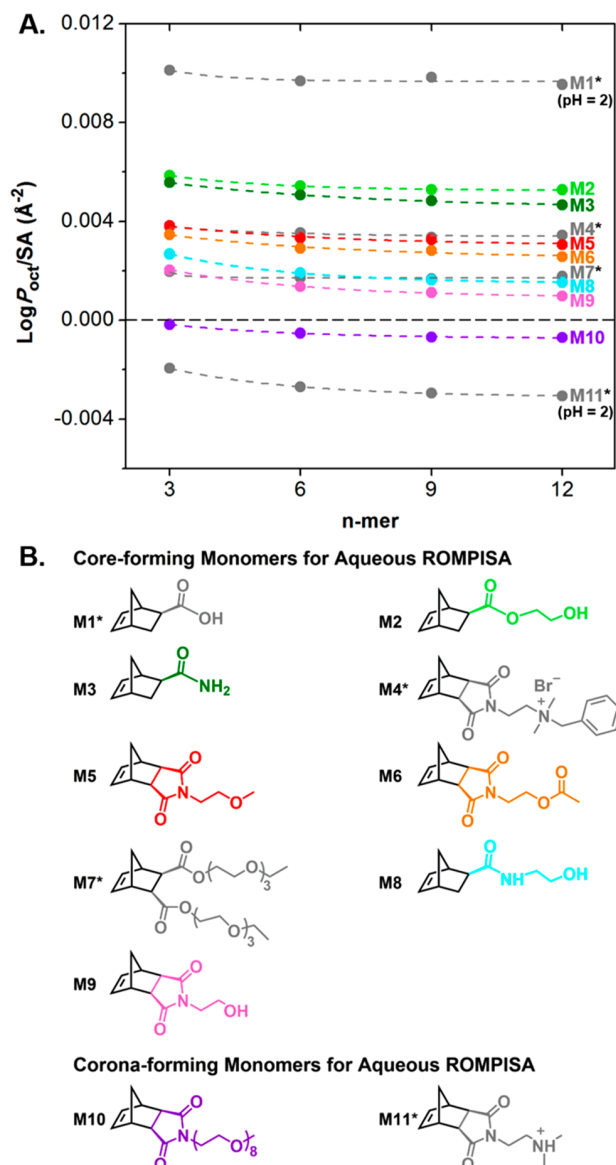 A.
0.012
0.008
0.004
0.000
-0.004
Log P_oct/SA (Å⁻²)
3
6
9
12
n-mer
M1*
(pH = 2)
M2
M3
M4*
M5
M6
M7*
M8
M9
M10
M11*
(pH = 2)
B.
Core-forming Monomers for Aqueous ROMPISA
M1*
O
OH
M2
O
O
OH
M3
O
NH₂
M4*
O
N
O
Br⁻
N
+
M5
O
N
O
O
M6
O
N
O
O
O
M7*
O
O
O
3
O
O
O
3
M8
O
NH
OH
M9
O
N
O
OH
Corona-forming Monomers for Aqueous ROMPISA
M10
O
N
O
O
8
M11*
O
N
O
+
NH